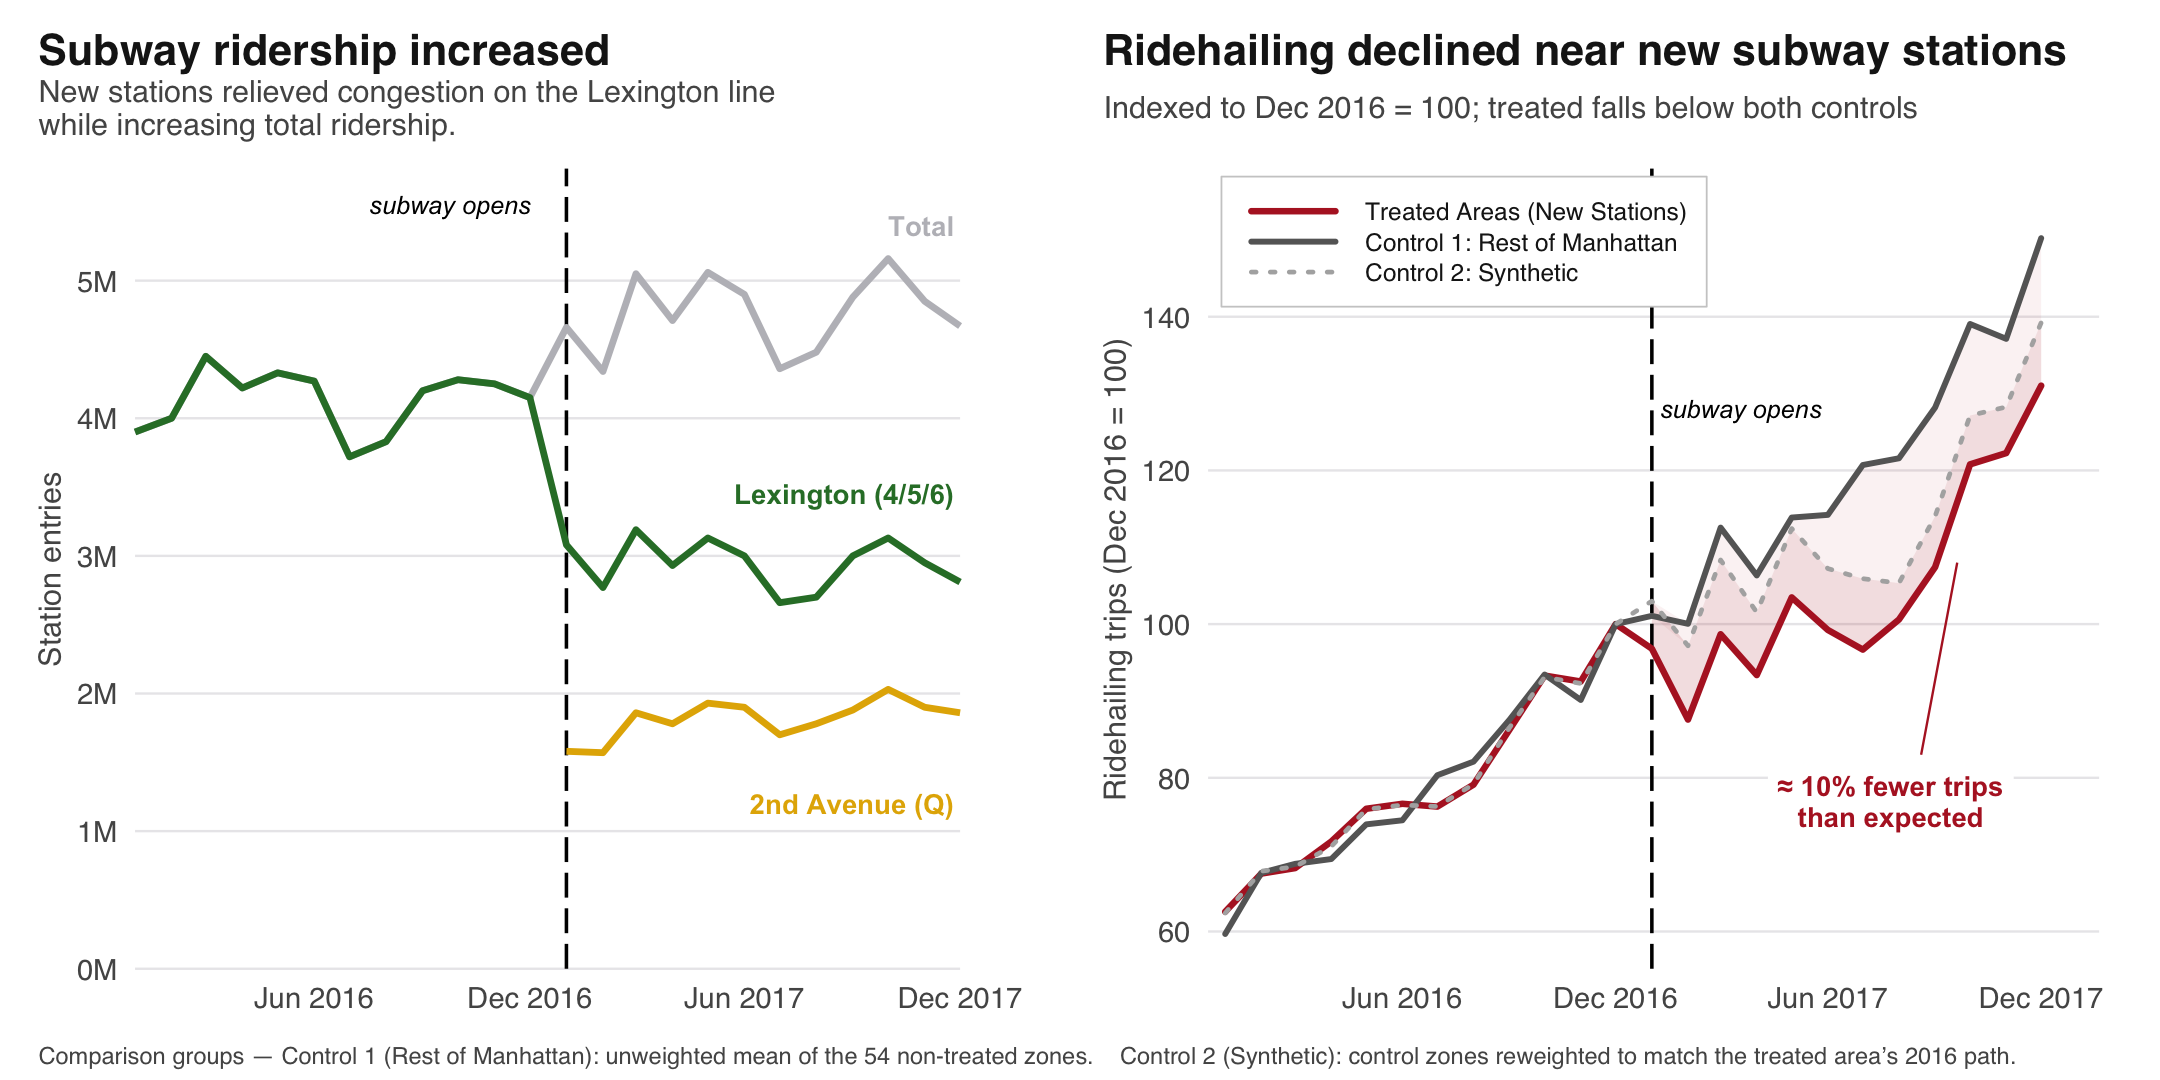 Subway ridership increased
New stations relieved congestion on the Lexington line
while increasing total ridership.
subway opens
Total
5M
4M
Lexington (4/5/6)
3M
2M
2nd Avenue (Q)
1M
0M
Station entries
Jun 2016
Dec 2016
Jun 2017
Dec 2017
Ridehailing declined near new subway stations
Indexed to Dec 2016 = 100; treated falls below both controls
Treated Areas (New Stations)
Control 1: Rest of Manhattan
Control 2: Synthetic
140
subway opens
120
100
80
≈ 10% fewer trips
than expected
60
Ridehailing trips (Dec 2016 = 100)
Jun 2016
Dec 2016
Jun 2017
Dec 2017
Comparison groups — Control 1 (Rest of Manhattan): unweighted mean of the 54 non-treated zones. Control 2 (Synthetic): control zones reweighted to match the treated area’s 2016 path.